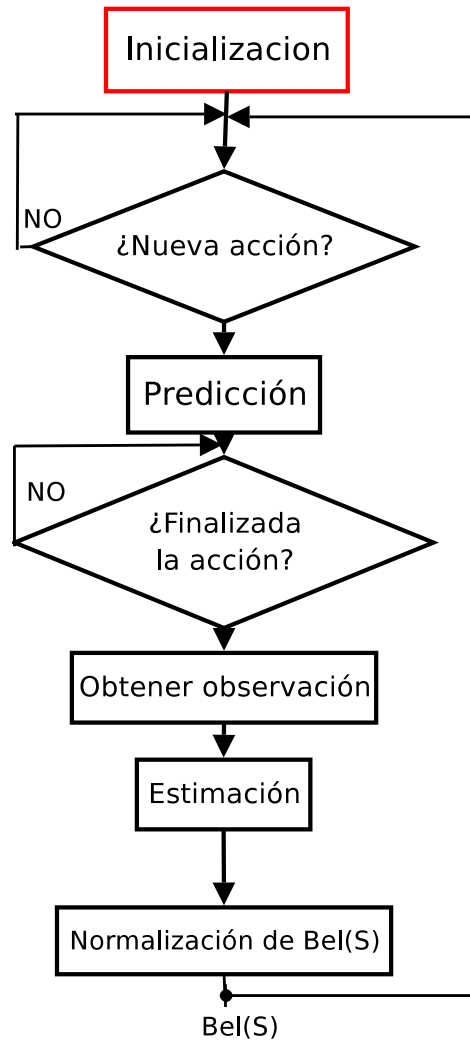 Inicializacion
NO
¿Nueva acción?
Predicción
NO
¿Finalizada
la acción?
Obtener observación
Estimación
Normalización de Bel(S)
Bel(S)